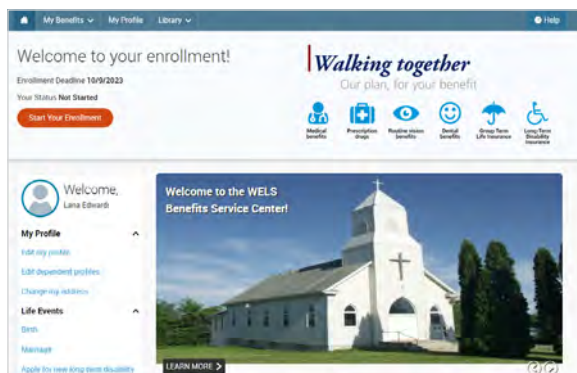 My Benefits
My Profile
Library
Help
Welcome to your enrollment!
Enrollment Deadline 10/9/2023
Your Status Not Started
Start Your Enrollment
Walking together
Our plan, for your benefit
Medical
benefits
Prescription
drugs
Routine vision
benefits
Dental
benefits
Group Term
Life Insurance
Long-Term
Disability
Insurance
Welcome,
Lana Edwards
My Profile
Edit my profile
Edit dependent profiles
Change my address
Life Events
Birth
Marriage
Apply for new long-term disability
Welcome to the WELS
Benefits Service Center!
LEARN MORE